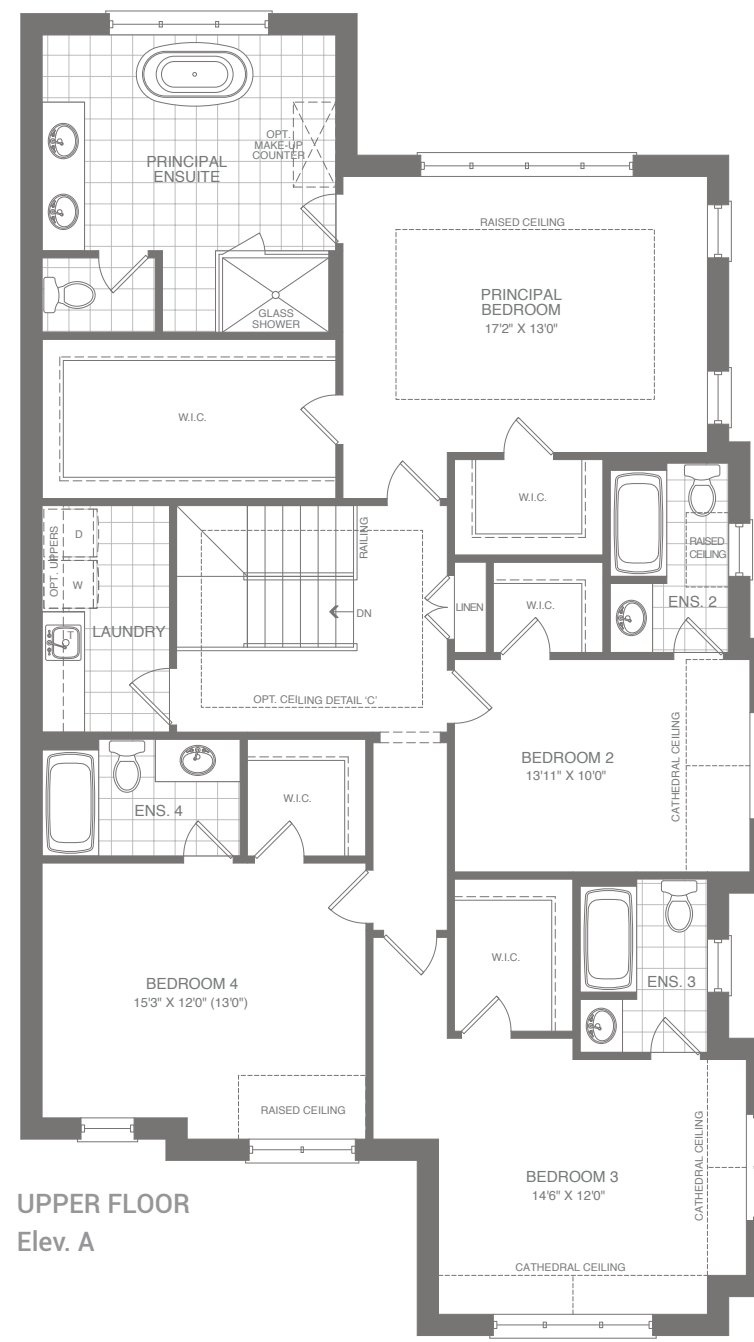 OPT.
MAKE-UP
COUNTER
PRINCIPAL
ENSUITE
GLASS
SHOWER
RAISED CEILING
PRINCIPAL
BEDROOM
17'2" X 13'0"
W.I.C.
W.I.C.
RAISED
CEILING
ENS. 2
OPT. UPPERS
D
W
T
LAUNDRY
RAILING
DN
LINEN
W.I.C.
OPT. CEILING DETAIL 'C'
BEDROOM 2
13'11" X 10'0"
CATHEDRAL CEILING
ENS. 4
W.I.C.
BEDROOM 4
15'3" X 12'0" (13'0")
RAISED CEILING
W.I.C.
ENS. 3
BEDROOM 3
14'6" X 12'0"
CATHEDRAL CEILING
CATHEDRAL CEILING
UPPER FLOOR
Elev. A